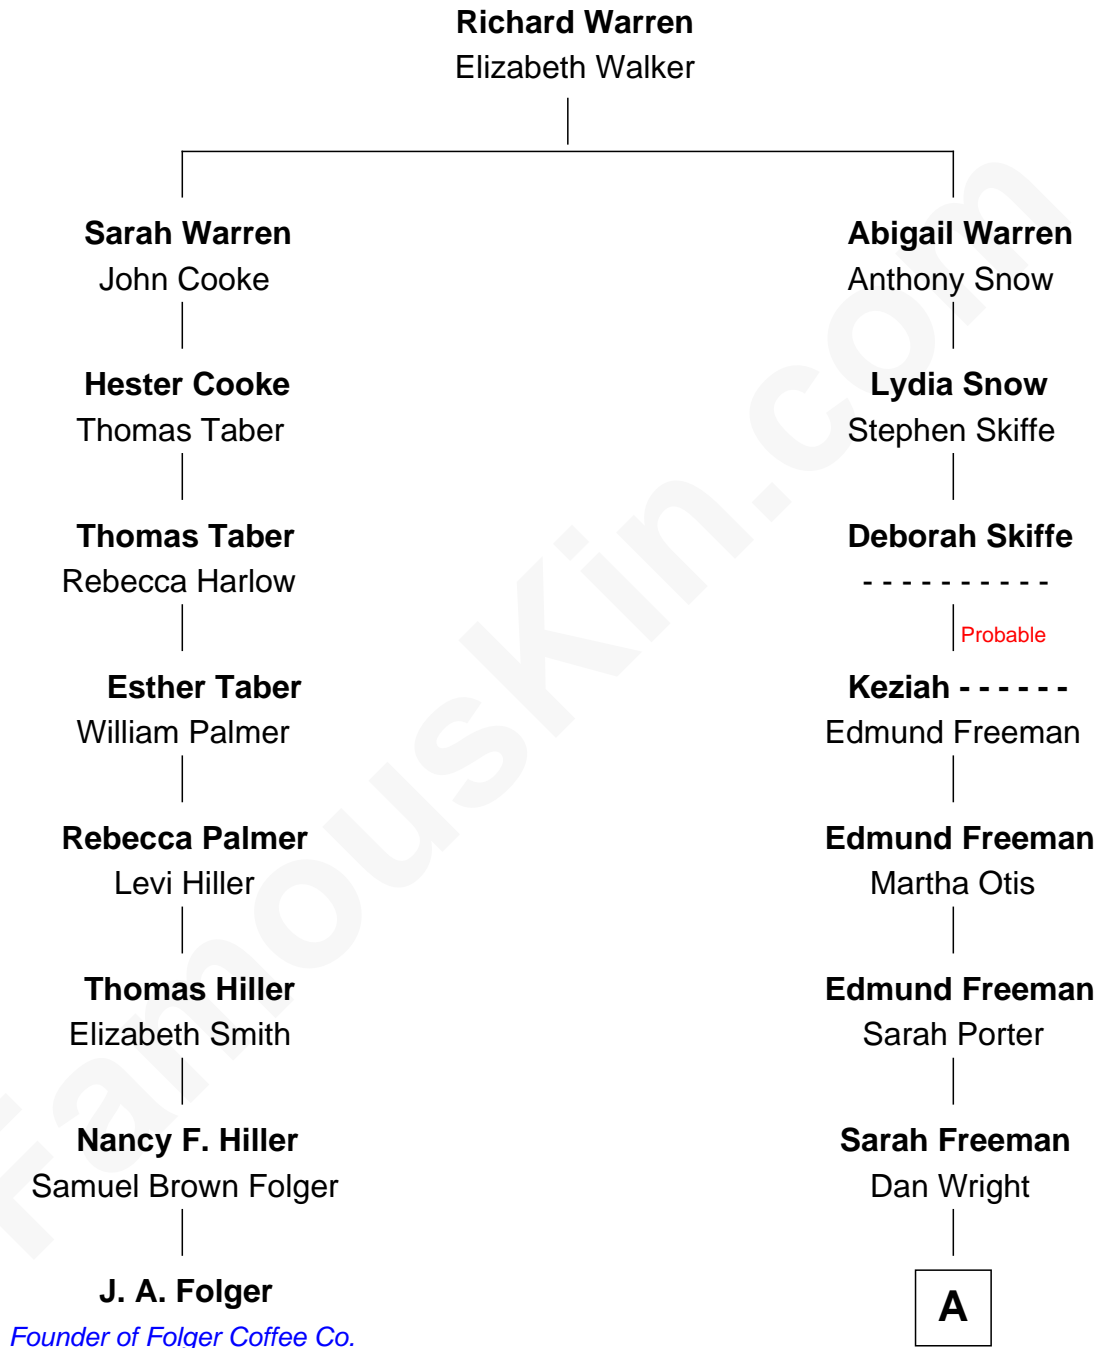 Richard Warren
Elizabeth Walker
Sarah Warren
John Cooke
Abigail Warren
Anthony Snow
Hester Cooke
Thomas Taber
Lydia Snow
Stephen Skiffe
Thomas Taber
Rebecca Harlow
Deborah Skiffe
- - - - - - - - - -
Probable
Esther Taber
William Palmer
Keziah - - - - - -
Edmund Freeman
Rebecca Palmer
Levi Hiller
Edmund Freeman
Martha Otis
Thomas Hiller
Elizabeth Smith
Edmund Freeman
Sarah Porter
Nancy F. Hiller
Samuel Brown Folger
Sarah Freeman
Dan Wright
J. A. Folger
Founder of Folger Coffee Co.
A
FamousKin.com